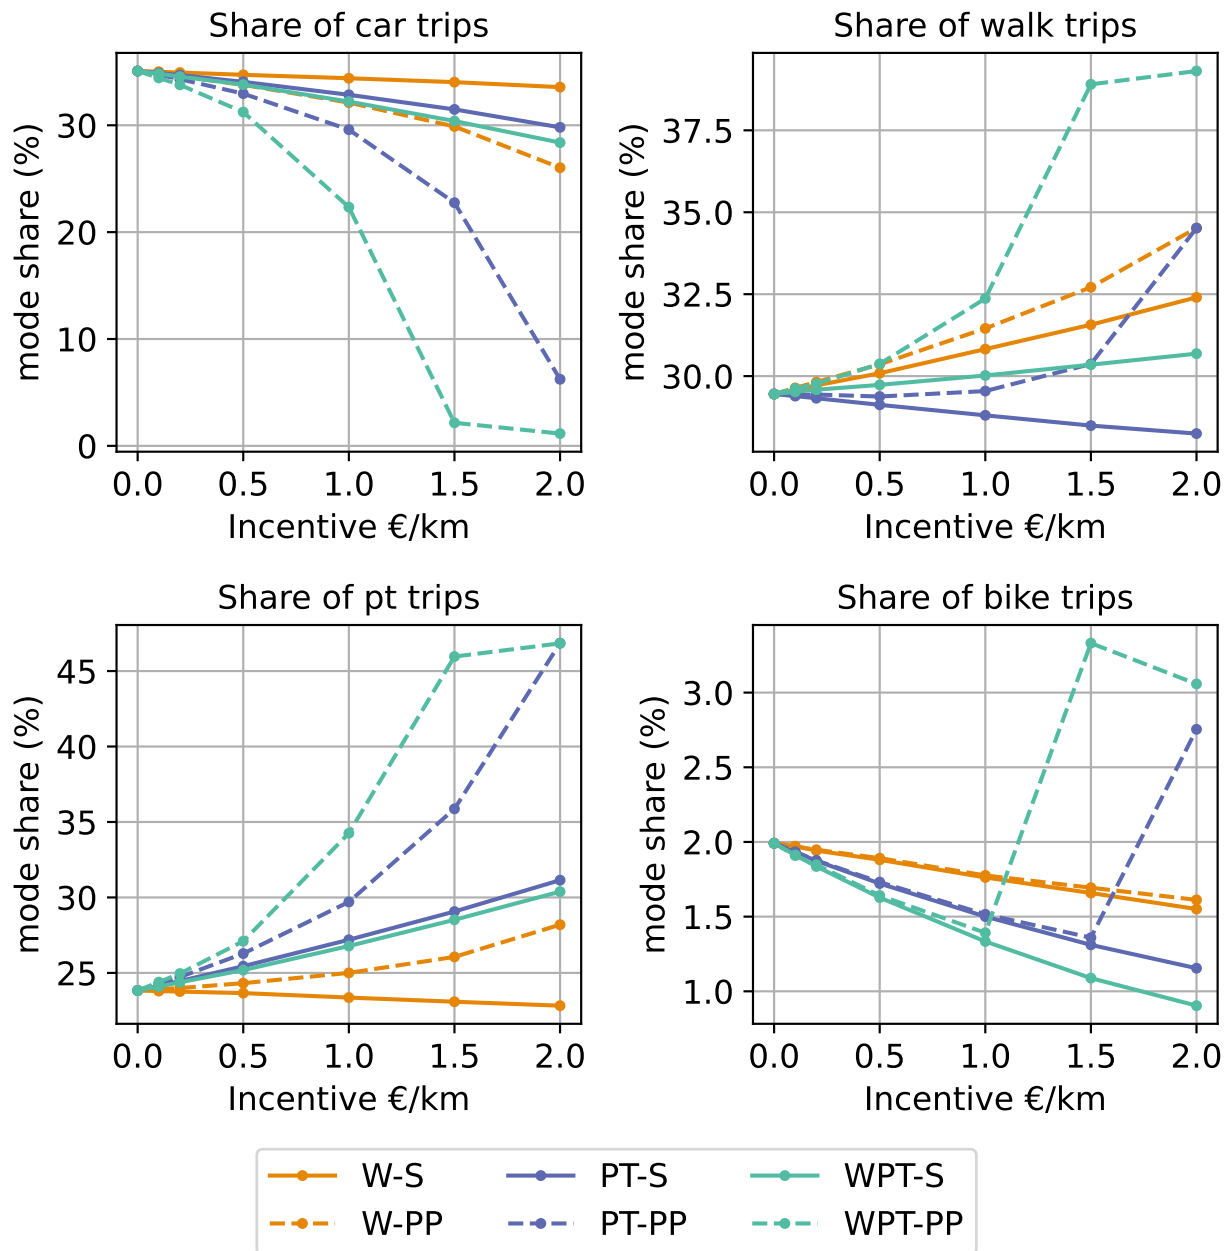 Share of car trips
Share of walk trips
mode share (%)
30
20
10
0
0.0 0.5 1.0 1.5 2.0
Incentive €/km
mode share (%)
37.5
35.0
32.5
30.0
0.0 0.5 1.0 1.5 2.0
Incentive €/km
Share of pt trips
Share of bike trips
mode share (%)
45
40
35
30
25
0.0 0.5 1.0 1.5 2.0
Incentive €/km
mode share (%)
3.0
2.5
2.0
1.5
1.0
0.0 0.5 1.0 1.5 2.0
Incentive €/km
W-S PT-S WPT-S
W-PP PT-PP WPT-PP